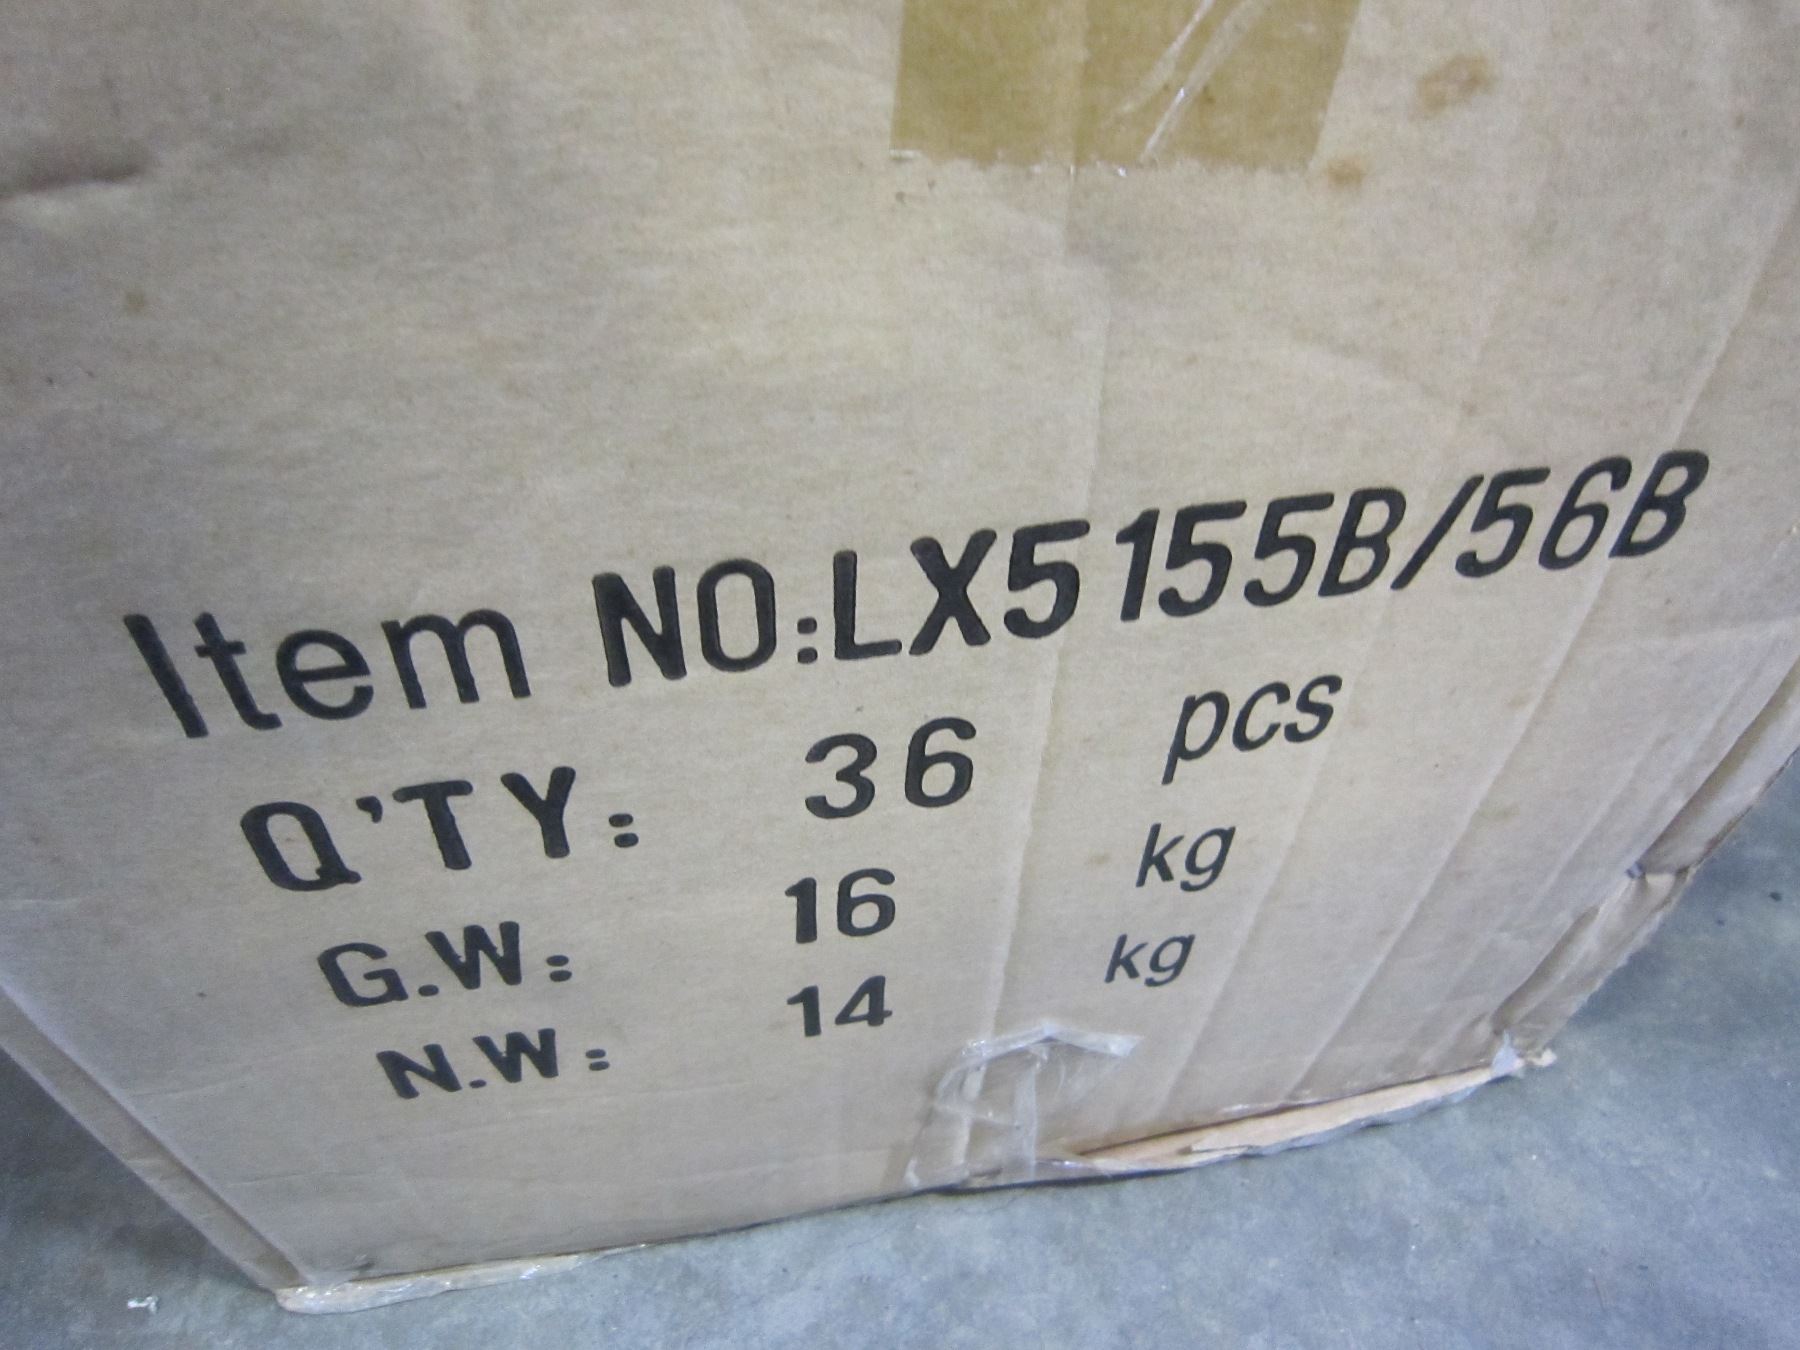 Item NO:LX5155B/56B
Q'TY: 36 pcs
G.W: 16 kg
N.W: 14 kg